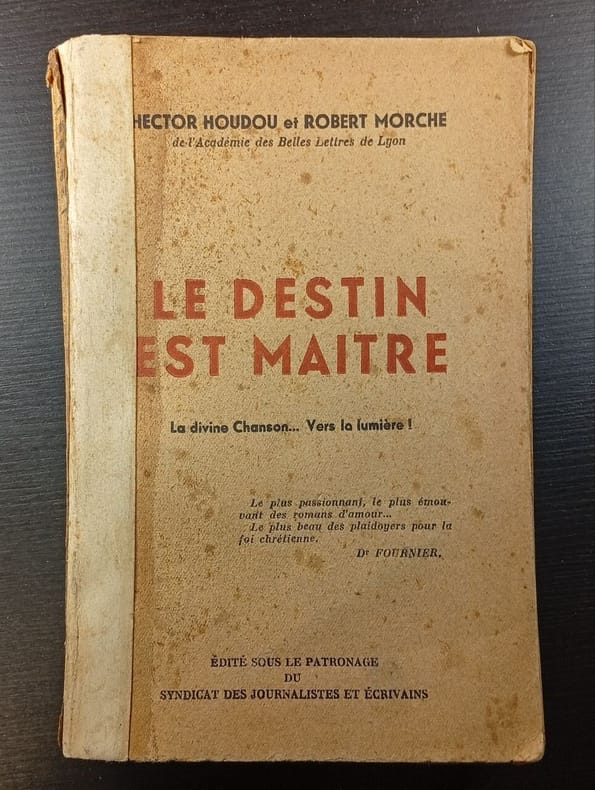 HECTOR HOUDOU et ROBERT MORCHE
de l'Académie des Belles Lettres de Lyon
LE DESTIN
EST MAITRE
La divine Chanson... Vers la lumière !
Le plus passionnant, le plus émou-
vant des romans d'amour...
Le plus beau des plaidoyers pour la
foi chrétienne.
Dr FOURNIER.
ÉDITÉ SOUS LE PATRONAGE
DU
SYNDICAT DES JOURNALISTES ET ÉCRIVAINS